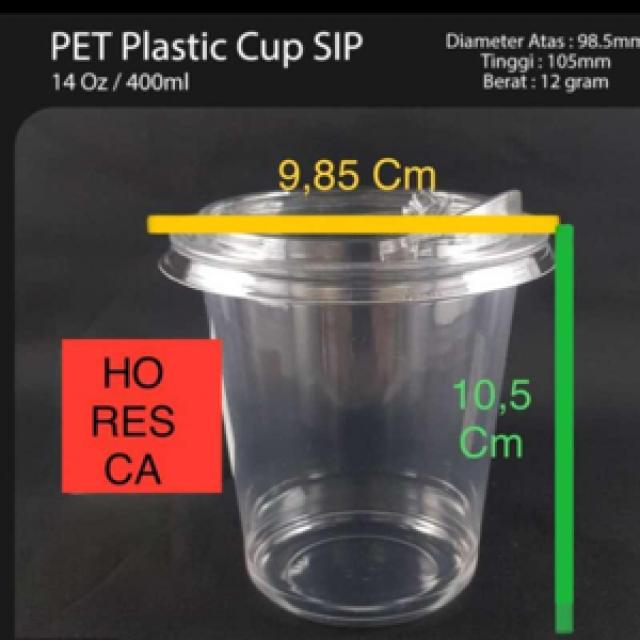 PET Plastic Cup SIP
14 Oz / 400ml
Diameter Atas : 98.5mm
Tinggi : 105mm
Berat : 12 gram
9,85 Cm
HO
RES
CA
10,5
Cm